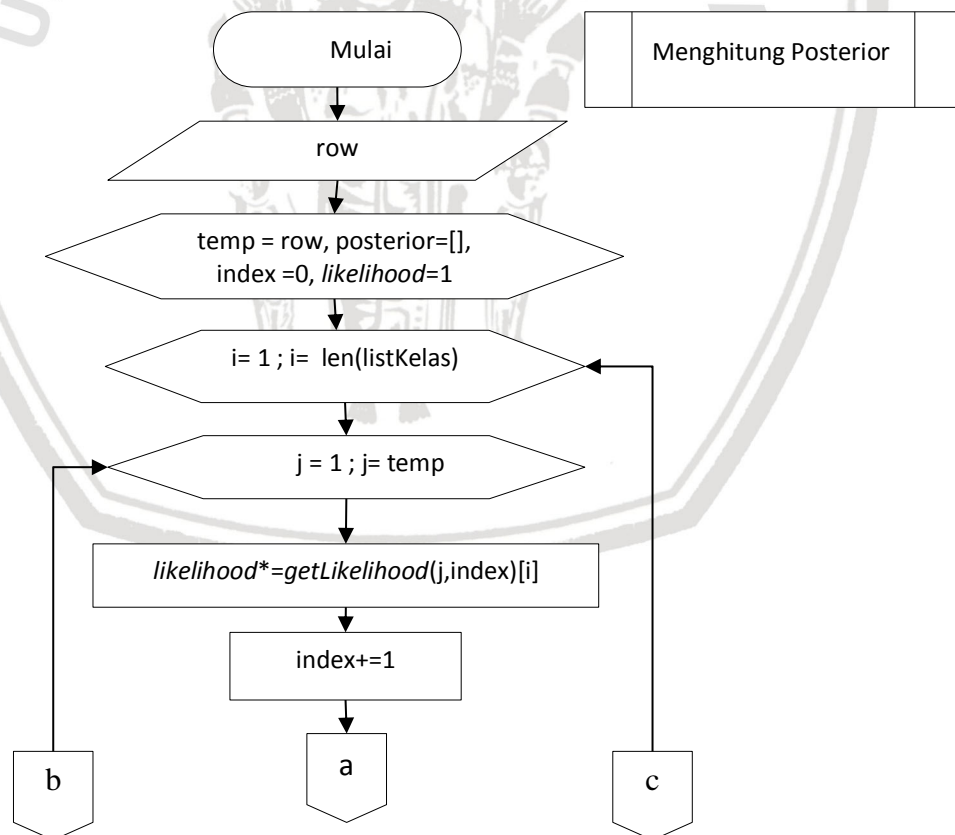 Mulai
Menghitung Posterior
row
temp = row, posterior=[],
index =0, likelihood=1
i= 1 ; i= len(listKelas)
j = 1 ; j= temp
likelihood*=getLikelihood(j,index)[i]
index+=1
b
a
c